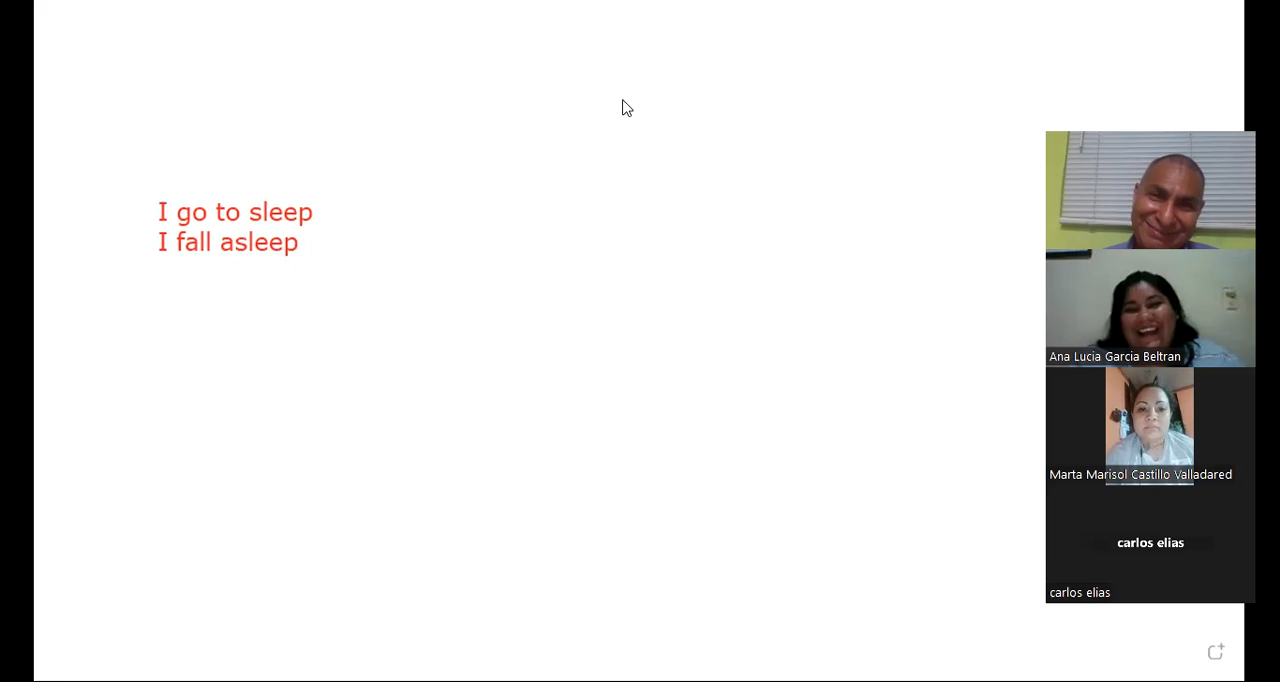 I go to sleep
I fall asleep
Ana Lucia Garcia Beltran
Marta Marisol Castillo Valladared
carlos elias
carlos elias